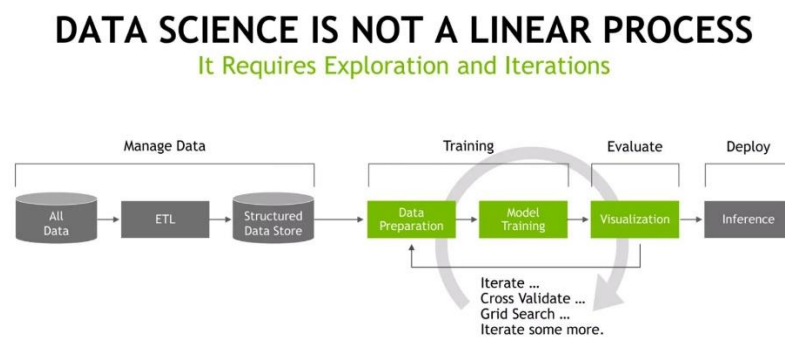 DATA SCIENCE IS NOT A LINEAR PROCESS
It Requires Exploration and Iterations
Manage Data
Training
Evaluate
Deploy
All
Data
ETL
Structured
Data Store
Data
Preparation
Model
Training
Visualization
Inference
Iterate ...
Cross Validate ...
Grid Search ...
Iterate some more.